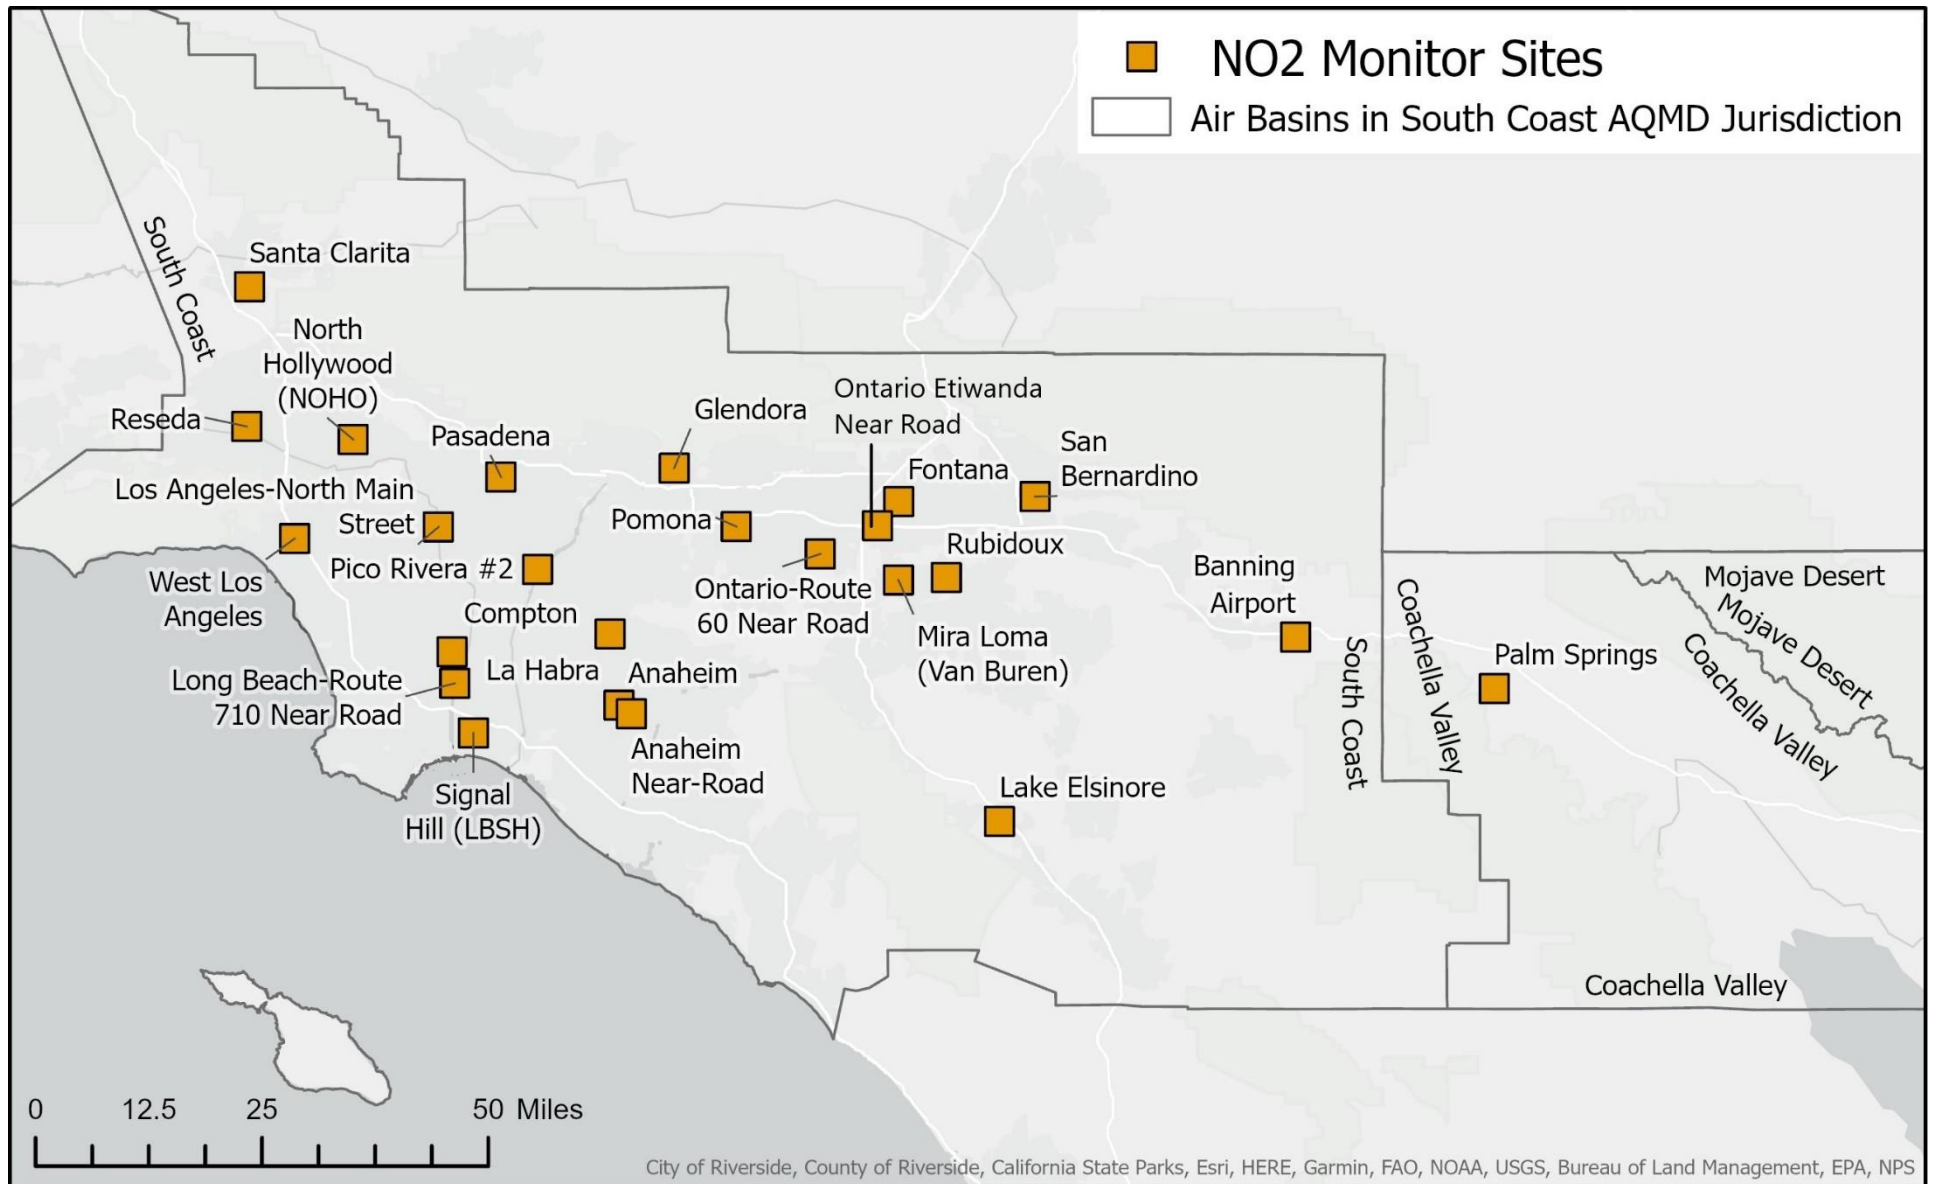 NO2 Monitor Sites
Air Basins in South Coast AQMD Jurisdiction
South Coast
Santa Clarita
North
Hollywood
(NOHO)
Reseda
Pasadena
Glendora
Ontario Etiwanda
Near Road
San
Bernardino
Fontana
Los Angeles-North Main
Street
Pomona
Pico Rivera #2
West Los
Angeles
Rubidoux
Ontario-Route
60 Near Road
Mira Loma
(Van Buren)
Banning
Airport
Compton
La Habra
Anaheim
Long Beach-Route
710 Near Road
Anaheim
Near-Road
Signal
Hill (LBSH)
Lake Elsinore
South Coast
Coachella Valley
Palm Springs
Mojave Desert
Mojave Desert
Coachella Valley
Coachella Valley
0 12.5 25 50 Miles
City of Riverside, County of Riverside, California State Parks, Esri, HERE, Garmin, FAO, NOAA, USGS, Bureau of Land Management, EPA, NPS